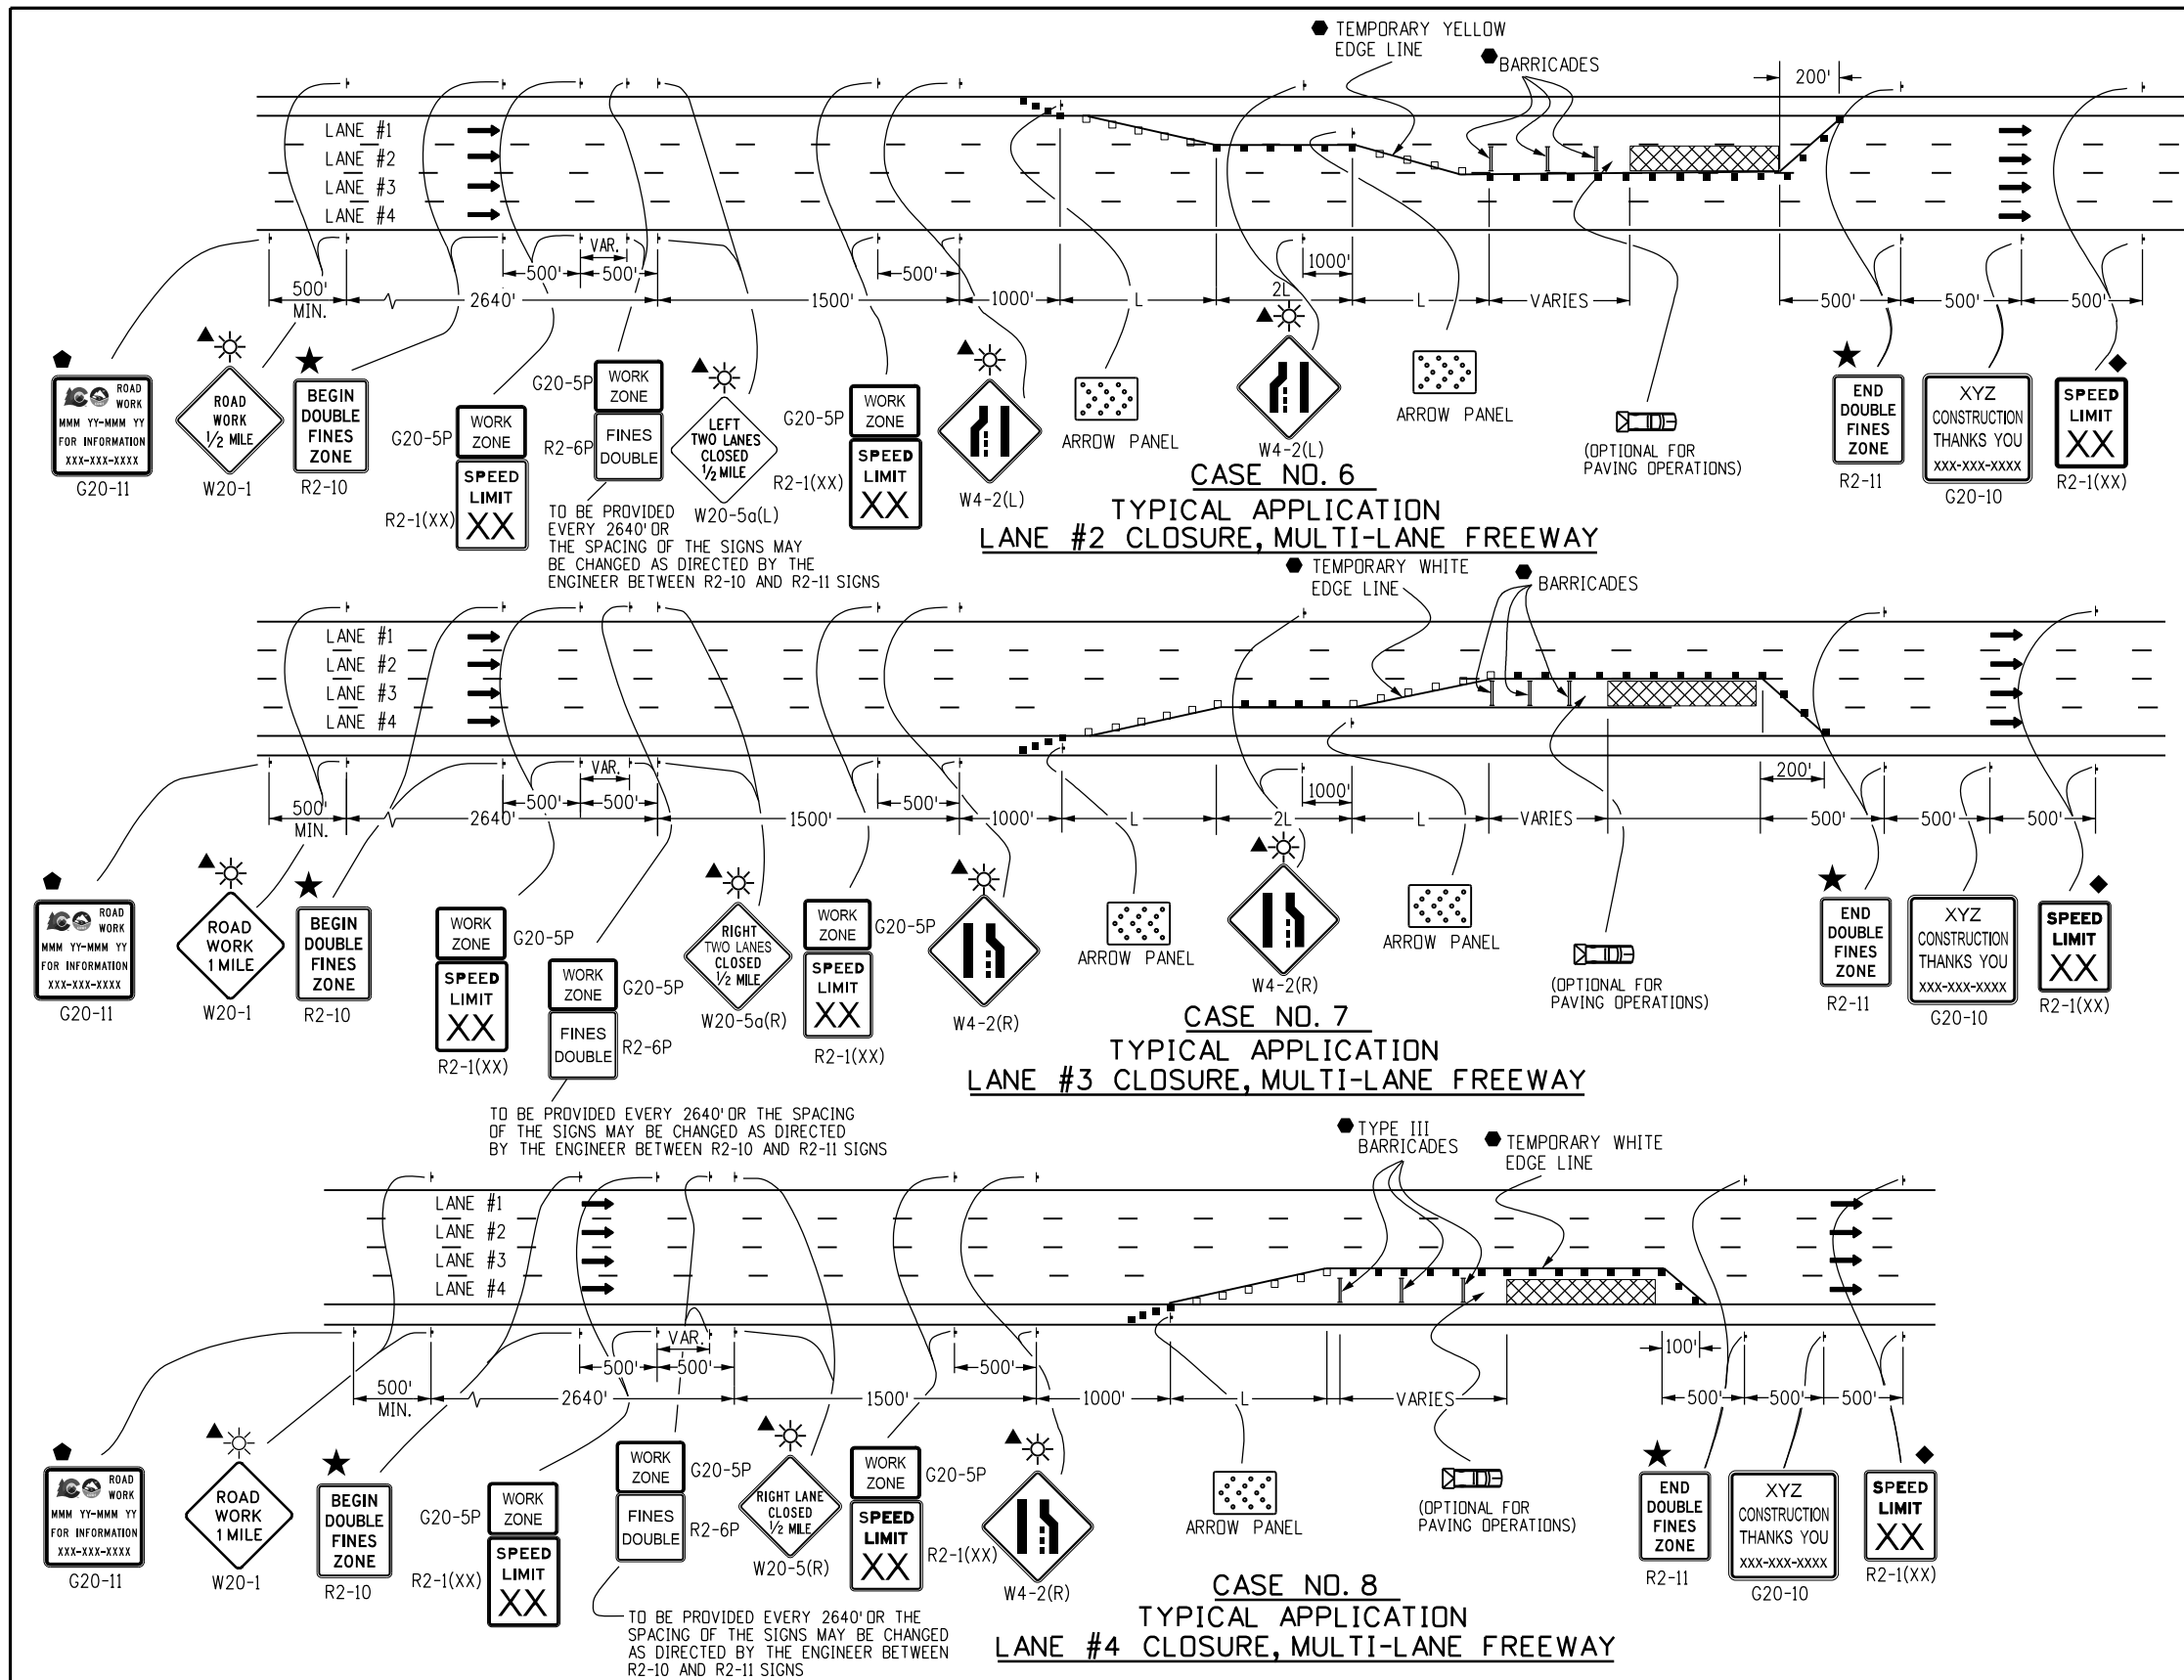 TEMPORARY YELLOW
EDGE LINE
BARRICADES
200'
LANE #1
LANE #2
LANE #3
LANE #4
VAR.
500'
500'
500'
1000'
500'
MIN.
2640'
1500'
1000'
L
2L
L
VARIES
500'
500'
500'
ROAD
WORK
MMM YY-MMM YY
FOR INFORMATION
XXX-XXX-XXXX
G20-11
ROAD
WORK
1/2 MILE
W20-1
BEGIN
DOUBLE
FINES
ZONE
R2-10
G20-5P
WORK
ZONE
SPEED
LIMIT
XX
R2-1(XX)
G20-5P
WORK
ZONE
R2-6P
FINES
DOUBLE
TO BE PROVIDED
EVERY 2640' OR
THE SPACING OF THE SIGNS MAY
BE CHANGED AS DIRECTED BY THE
ENGINEER BETWEEN R2-10 AND R2-11 SIGNS
LEFT
TWO LANES
CLOSED
1/2 MILE
W20-5a(L)
G20-5P
WORK
ZONE
SPEED
LIMIT
XX
R2-1(XX)
W4-2(L)
ARROW PANEL
W4-2(L)
ARROW PANEL
(OPTIONAL FOR
PAVING OPERATIONS)
END
DOUBLE
FINES
ZONE
R2-11
XYZ
CONSTRUCTION
THANKS YOU
XXX-XXX-XXXX
G20-10
SPEED
LIMIT
XX
R2-1(XX)
CASE NO. 6
TYPICAL APPLICATION
LANE #2 CLOSURE, MULTI-LANE FREEWAY
TEMPORARY WHITE
EDGE LINE
BARRICADES
LANE #1
LANE #2
LANE #3
LANE #4
VAR.
500'
500'
500'
1000'
200'
500'
MIN.
2640'
1500'
1000'
L
2L
L
VARIES
500'
500'
500'
ROAD
WORK
MMM YY-MMM YY
FOR INFORMATION
XXX-XXX-XXXX
G20-11
ROAD
WORK
1 MILE
W20-1
BEGIN
DOUBLE
FINES
ZONE
R2-10
WORK
ZONE
G20-5P
SPEED
LIMIT
XX
R2-1(XX)
WORK
ZONE
G20-5P
FINES
DOUBLE
R2-6P
TO BE PROVIDED EVERY 2640' OR THE SPACING
OF THE SIGNS MAY BE CHANGED AS DIRECTED
BY THE ENGINEER BETWEEN R2-10 AND R2-11 SIGNS
RIGHT
TWO LANES
CLOSED
1/2 MILE
W20-5a(R)
WORK
ZONE
G20-5P
SPEED
LIMIT
XX
R2-1(XX)
W4-2(R)
ARROW PANEL
W4-2(R)
ARROW PANEL
(OPTIONAL FOR
PAVING OPERATIONS)
END
DOUBLE
FINES
ZONE
R2-11
XYZ
CONSTRUCTION
THANKS YOU
XXX-XXX-XXXX
G20-10
SPEED
LIMIT
XX
R2-1(XX)
CASE NO. 7
TYPICAL APPLICATION
LANE #3 CLOSURE, MULTI-LANE FREEWAY
TYPE III
BARRICADES
TEMPORARY WHITE
EDGE LINE
LANE #1
LANE #2
LANE #3
LANE #4
VAR.
500'
500'
500'
100'
500'
MIN.
2640'
1500'
1000'
L
VARIES
500'
500'
500'
ROAD
WORK
MMM YY-MMM YY
FOR INFORMATION
XXX-XXX-XXXX
G20-11
ROAD
WORK
1 MILE
W20-1
BEGIN
DOUBLE
FINES
ZONE
R2-10
G20-5P
WORK
ZONE
SPEED
LIMIT
XX
R2-1(XX)
WORK
ZONE
G20-5P
FINES
DOUBLE
R2-6P
TO BE PROVIDED EVERY 2640' OR THE
SPACING OF THE SIGNS MAY BE CHANGED
AS DIRECTED BY THE ENGINEER BETWEEN
R2-10 AND R2-11 SIGNS
RIGHT LANE
CLOSED
1/2 MILE
W20-5(R)
WORK
ZONE
G20-5P
SPEED
LIMIT
XX
R2-1(XX)
W4-2(R)
ARROW PANEL
(OPTIONAL FOR
PAVING OPERATIONS)
END
DOUBLE
FINES
ZONE
R2-11
XYZ
CONSTRUCTION
THANKS YOU
XXX-XXX-XXXX
G20-10
SPEED
LIMIT
XX
R2-1(XX)
CASE NO. 8
TYPICAL APPLICATION
LANE #4 CLOSURE, MULTI-LANE FREEWAY